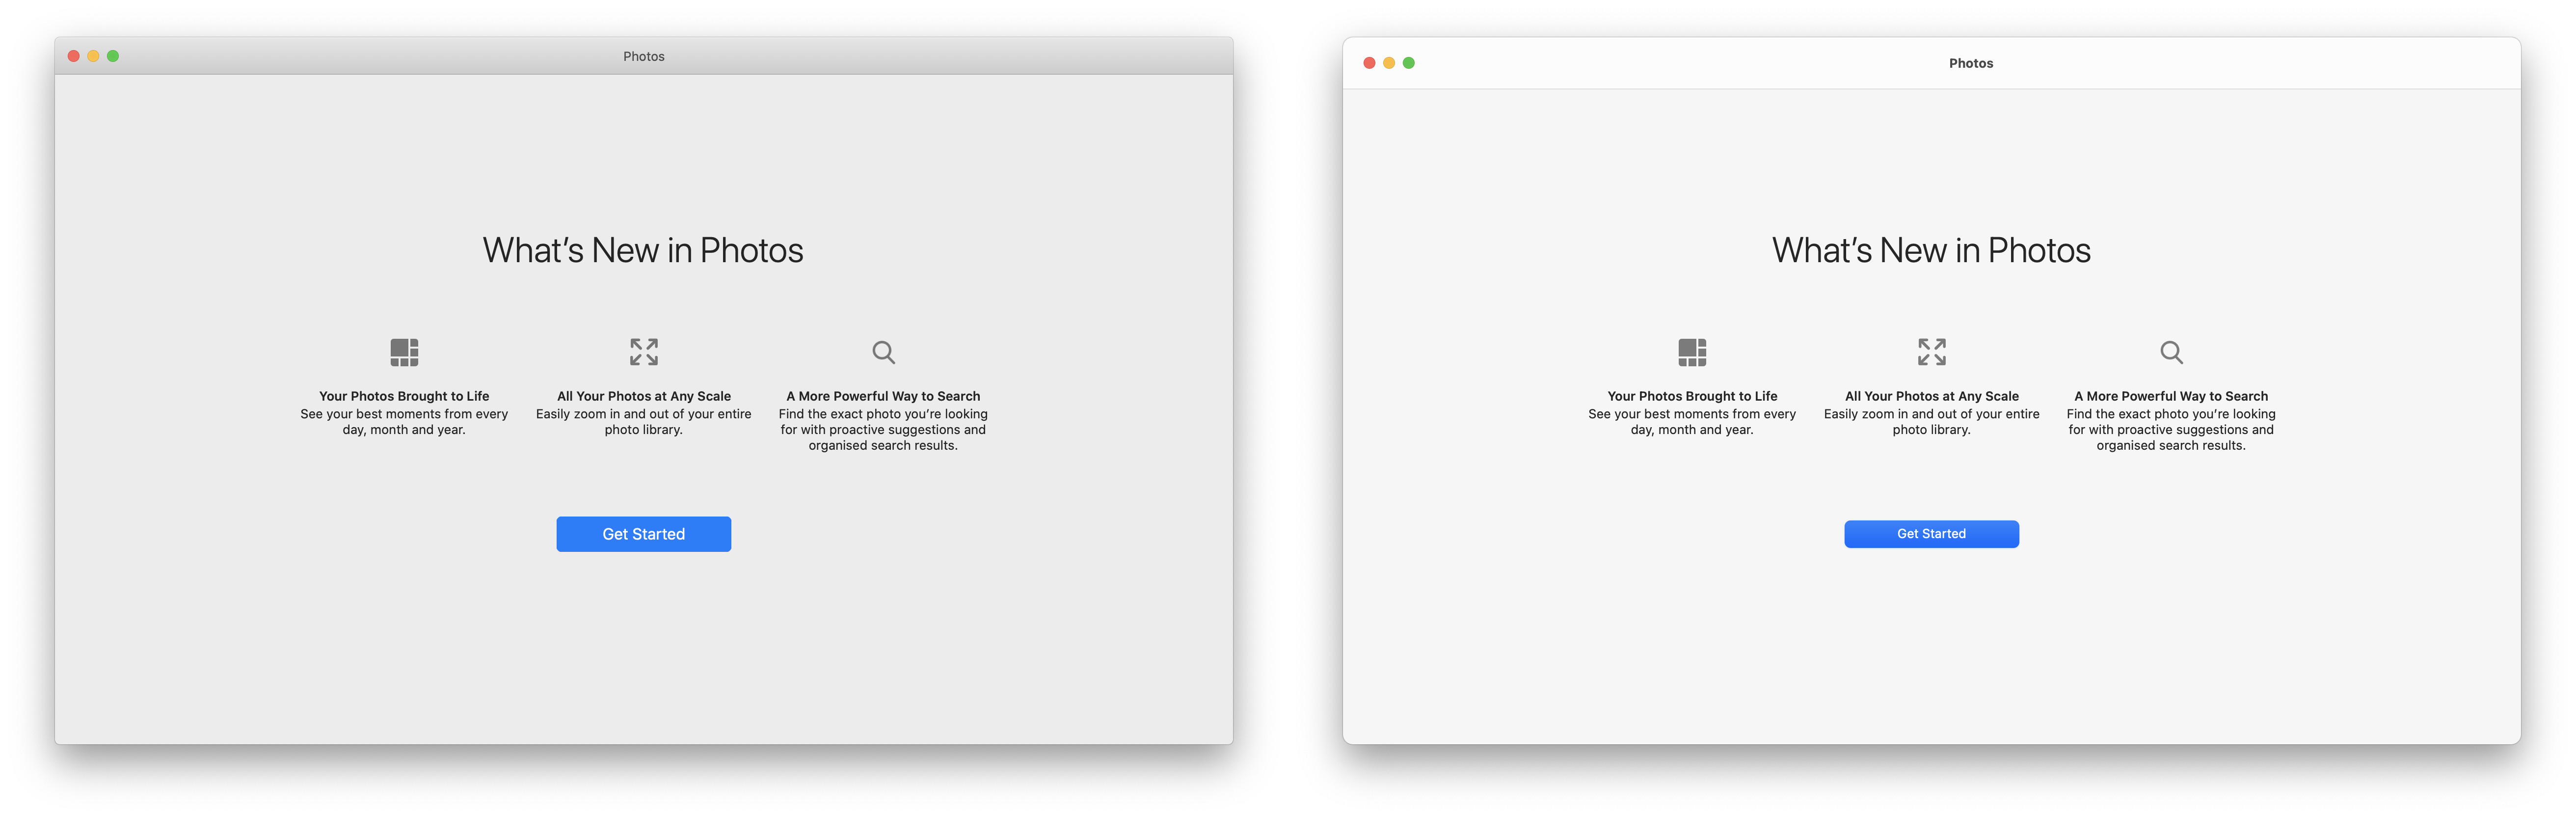 Photos
What’s New in Photos
Your Photos Brought to Life
See your best moments from every
day, month and year.
All Your Photos at Any Scale
Easily zoom in and out of your entire
photo library.
A More Powerful Way to Search
Find the exact photo you’re looking
for with proactive suggestions and
organised search results.
Get Started
Photos
What’s New in Photos
Your Photos Brought to Life
See your best moments from every
day, month and year.
All Your Photos at Any Scale
Easily zoom in and out of your entire
photo library.
A More Powerful Way to Search
Find the exact photo you’re looking
for with proactive suggestions and
organised search results.
Get Started